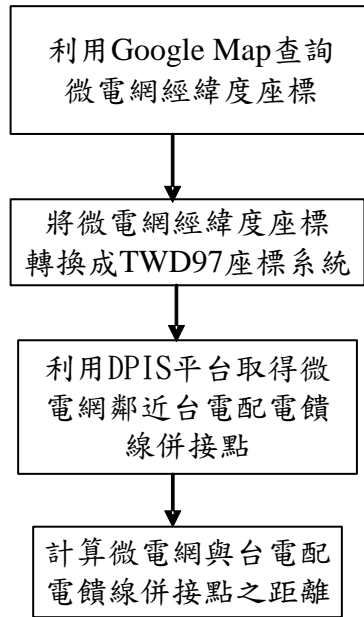 利用Google Map查詢
微電網經緯度座標
將微電網經緯度座標
轉換成TWD97座標系統
利用DPIS平台取得微
電網鄰近台電配電饋
線併接點
計算微電網與台電配
電饋線併接點之距離